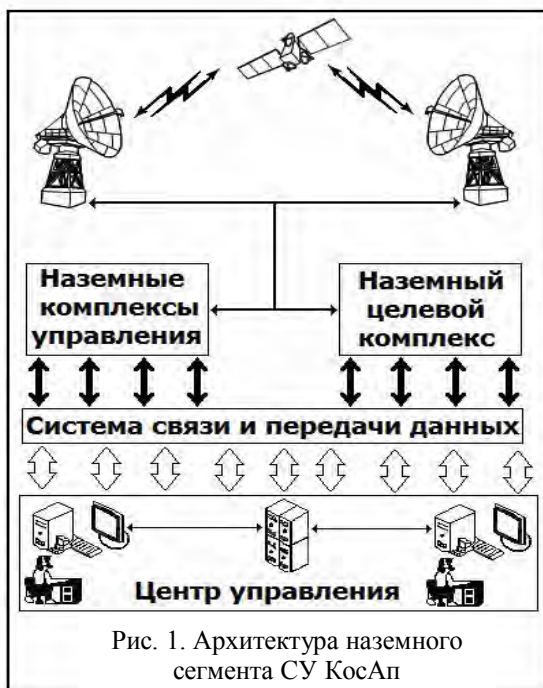 Наземные
комплексы
управления
Наземный
целевой
комплекс
Система связи и передачи данных
Центр управления
Рис. 1. Архитектура наземного
сегмента СУ КосАп